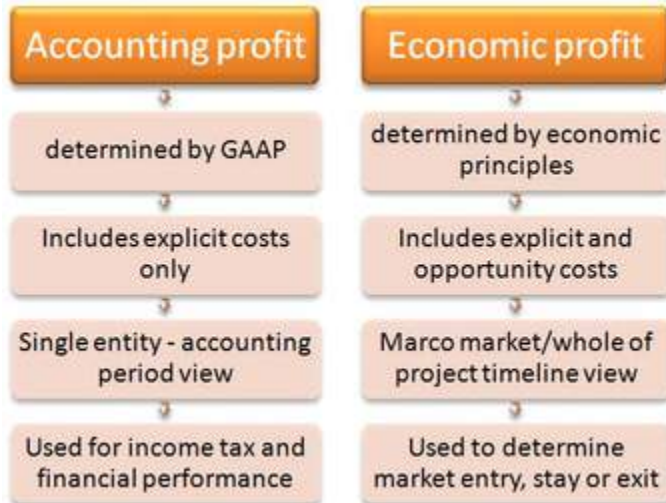 Accounting profit
determined by GAAP
Includes explicit costs
only
Single entity - accounting
period view
Used for income tax and
financial performance
Economic profit
determined by economic
principles
Includes explicit and
opportunity costs
Marco market/whole of
project timeline view
Used to determine
market entry, stay or exit